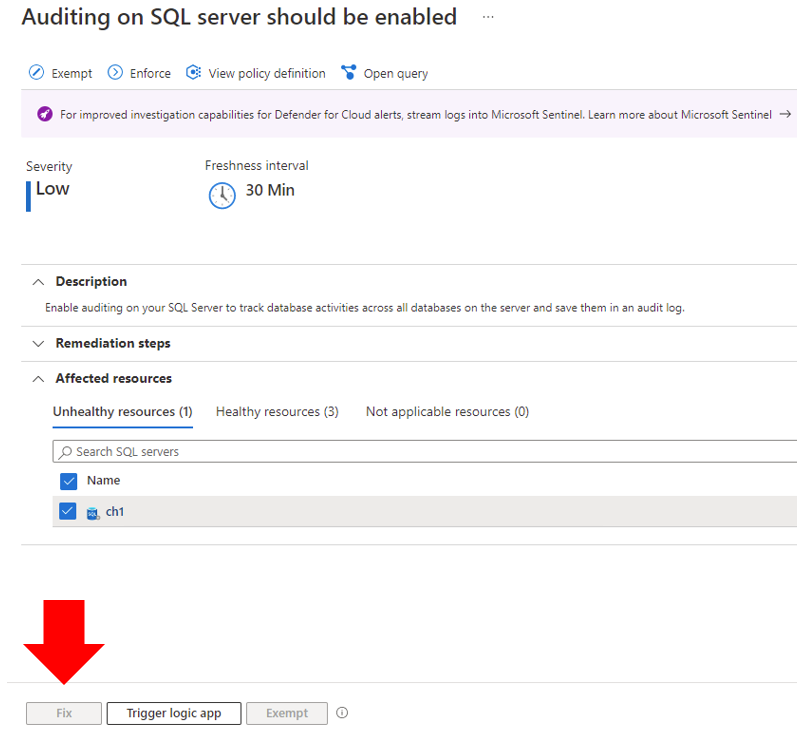 Auditing on SQL server should be enabled ...
Exempt Enforce View policy definition Open query
For improved investigation capabilities for Defender for Cloud alerts, stream logs into Microsoft Sentinel. Learn more about Microsoft Sentinel →
Severity Freshness interval
Low 30 Min
Description
Enable auditing on your SQL Server to track database activities across all databases on the server and save them in an audit log.
Remediation steps
Affected resources
Unhealthy resources (1) Healthy resources (3) Not applicable resources (0)
Search SQL servers
Name
SQL ch1
Fix Trigger logic app Exempt